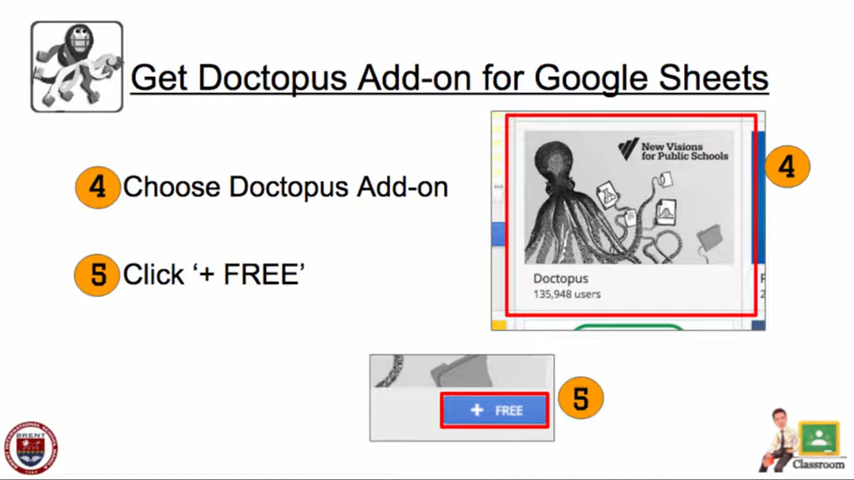 Get Doctopus Add-on for Google Sheets
4 Choose Doctopus Add-on
5 Click ‘+ FREE’
New Visions
for Public Schools
4
Doctopus
135,948 users
+ FREE
5
BRENT
Classroom